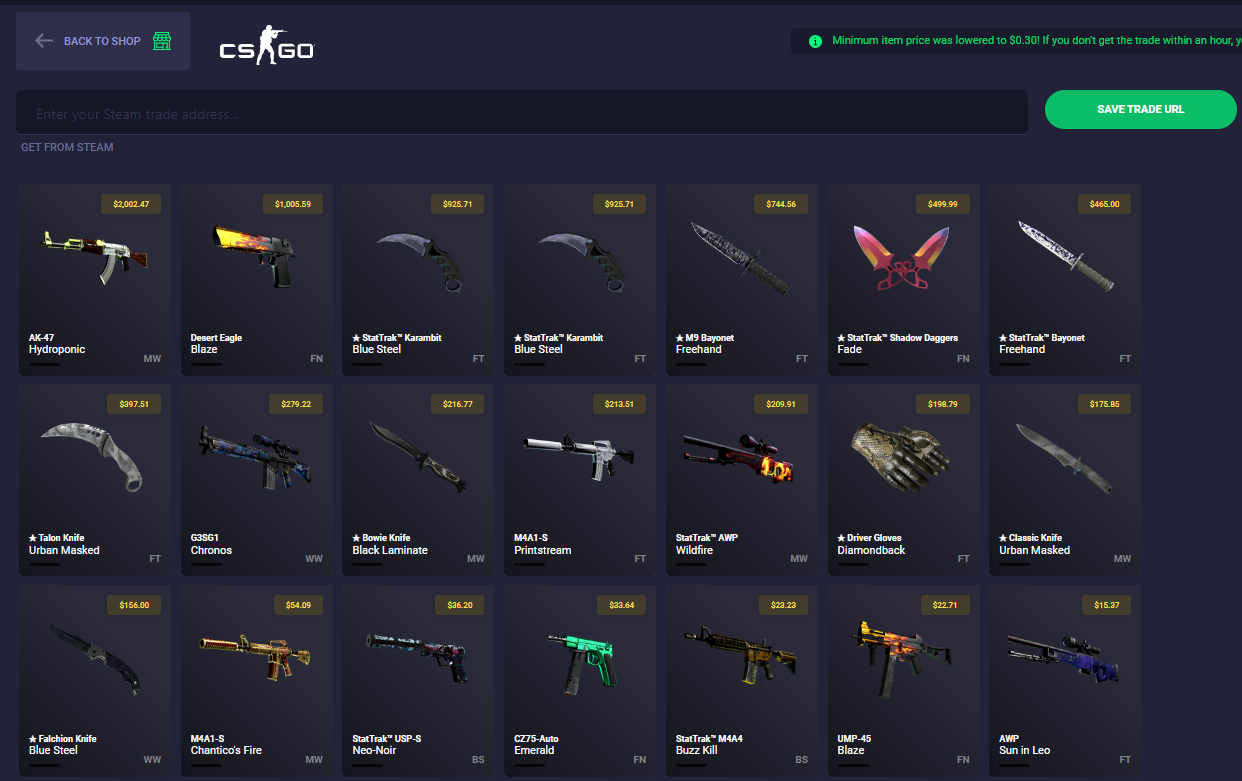 BACK TO SHOP
CS GO
Minimum item price was lowered to $0.30! If you don't get the trade within an hour,
Enter your Steam trade address...
SAVE TRADE URL
GET FROM STEAM
$2,002.47
AK-47
Hydroponic
MW
$1,005.59
Desert Eagle
Blaze
FN
$925.71
★ StatTrak™ Karambit
Blue Steel
FT
$925.71
★ StatTrak™ Karambit
Blue Steel
FT
$744.56
★ M9 Bayonet
Freehand
FT
$499.99
★ StatTrak™ Shadow Daggers
Fade
FN
$465.00
★ StatTrak™ Bayonet
Freehand
FT
$397.51
★ Talon Knife
Urban Masked
FT
$279.22
G3SG1
Chronos
WW
$216.77
★ Bowie Knife
Black Laminate
MW
$213.51
M4A1-S
Printstream
FT
$209.91
StatTrak™ AWP
Wildfire
MW
$198.79
★ Driver Gloves
Diamondback
FT
$175.85
★ Classic Knife
Urban Masked
MW
$156.00
★ Falchion Knife
Blue Steel
WW
$54.09
M4A1-S
Chantico's Fire
MW
$36.20
StatTrak™ USP-S
Neo-Noir
BS
$33.64
CZ75-Auto
Emerald
FN
$23.23
StatTrak™ M4A4
Buzz Kill
BS
$22.71
UMP-45
Blaze
FN
$15.37
AWP
Sun in Leo
FT